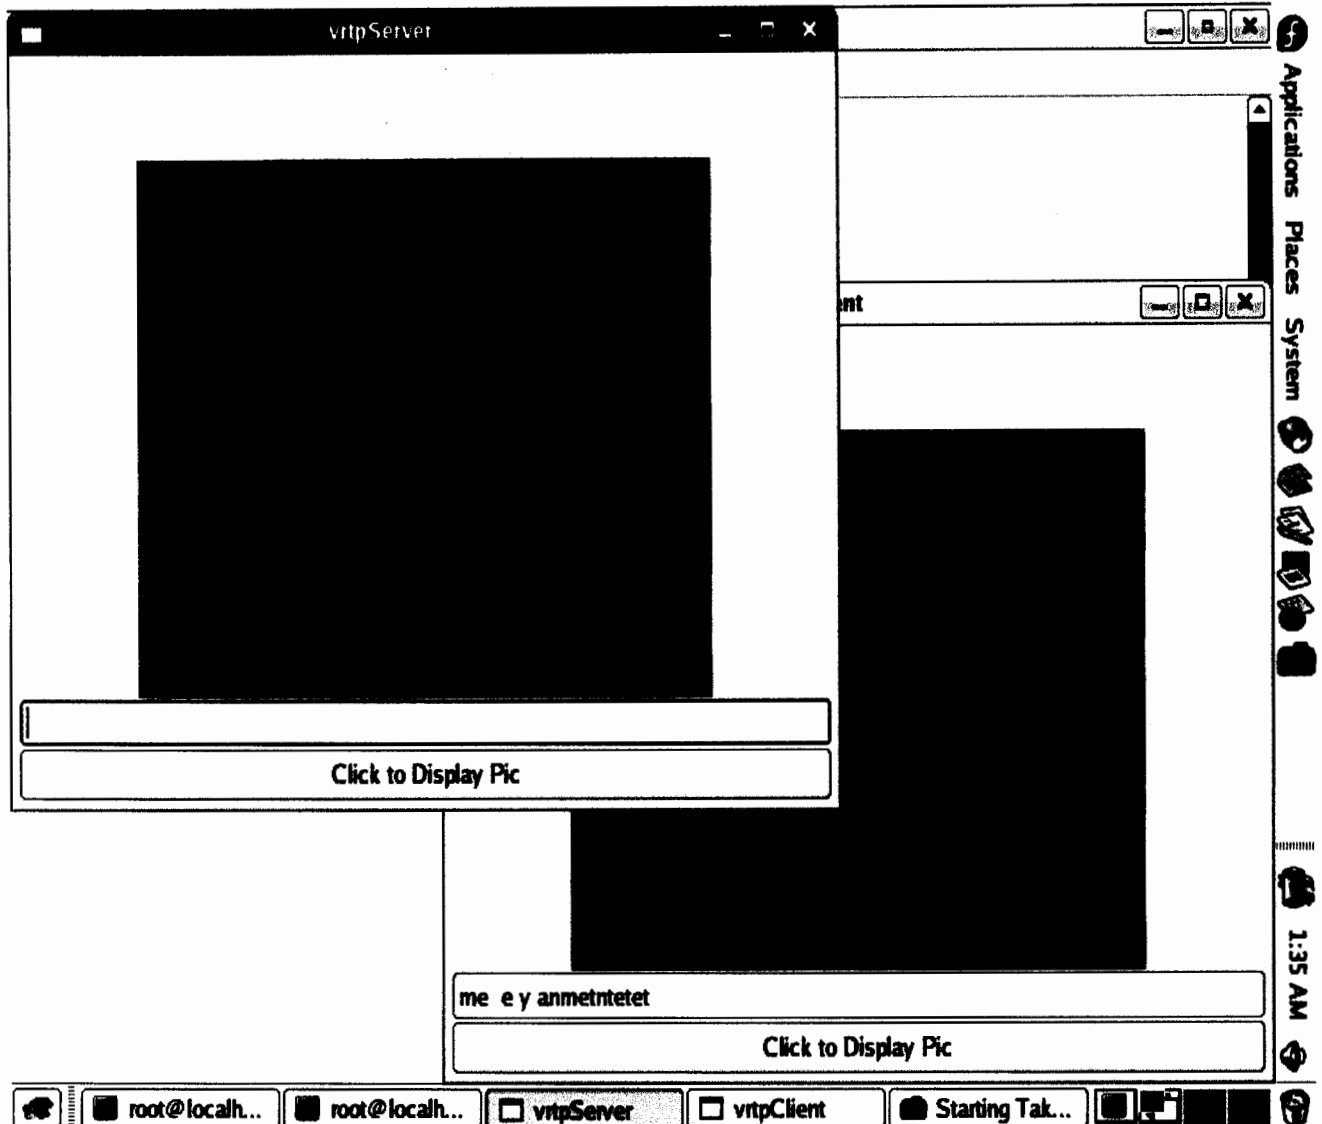 vrtpServer
Applications Places System
ent
Click to Display Pic
me e y anmetntetet
Click to Display Pic
1:35 AM
root@localh...
root@localh...
vrtpServer
vrtpClient
Starting Tak...